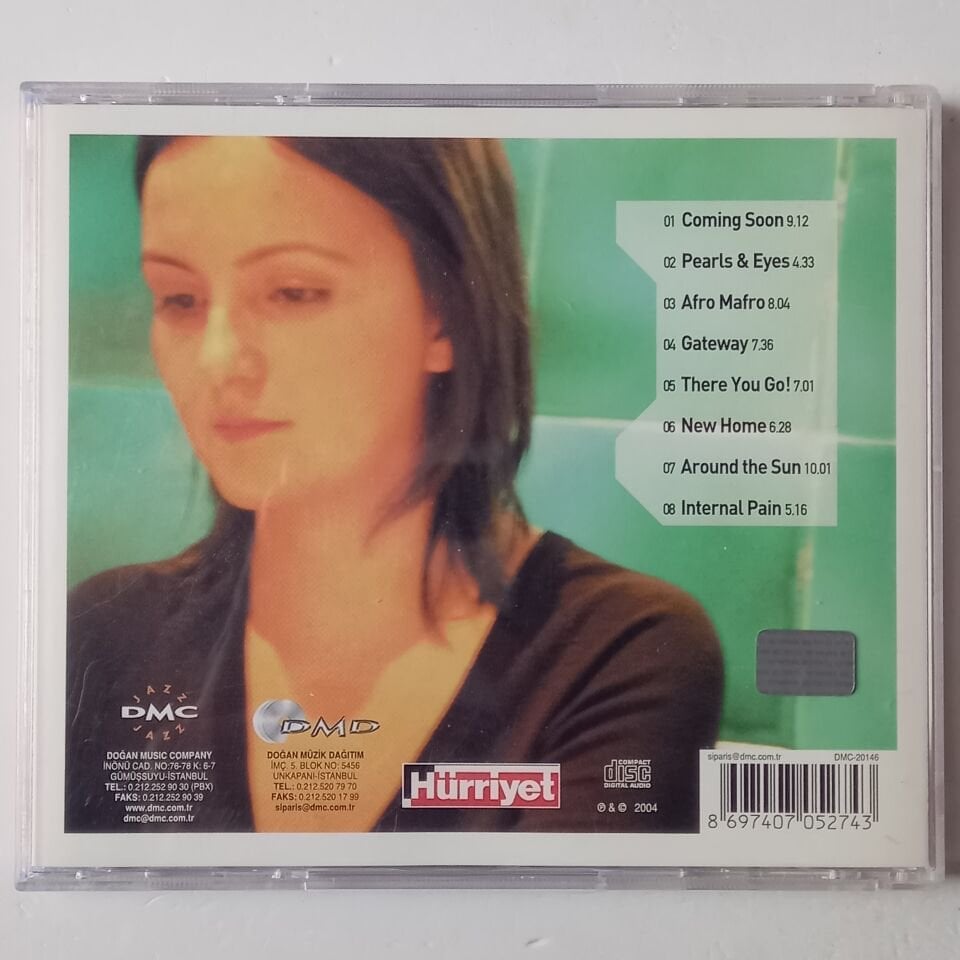 01 Coming Soon 9.12
02 Pearls & Eyes 4.33
03 Afro Mafro 8.04
04 Gateway 7.36
05 There You Go! 7.01
06 New Home 6.28
07 Around the Sun 10.01
08 Internal Pain 5.16
JAZZ
DMC
JAZZ
DOĞAN MUSIC COMPANY
İNÖNÜ CAD. NO:76-78 K: 6-7
GÜMÜŞSUYU-İSTANBUL
TEL.: 0.212.252 90 30 (PBX)
FAKS: 0.212.252 90 39
www.dmc.com.tr
dmc@dmc.com.tr
DMD
DOĞAN MÜZİK DAĞITIM
İMÇ. 5. BLOK NO: 5456
UNKAPANI-İSTANBUL
TEL.: 0.212.520 79 70
FAKS: 0.212.520 17 99
siparis@dmc.com.tr
Hürriyet
COMPACT
disc
DIGITAL AUDIO
℗ & © 2004
siparis@dmc.com.tr DMC-20146
8 697407 052743